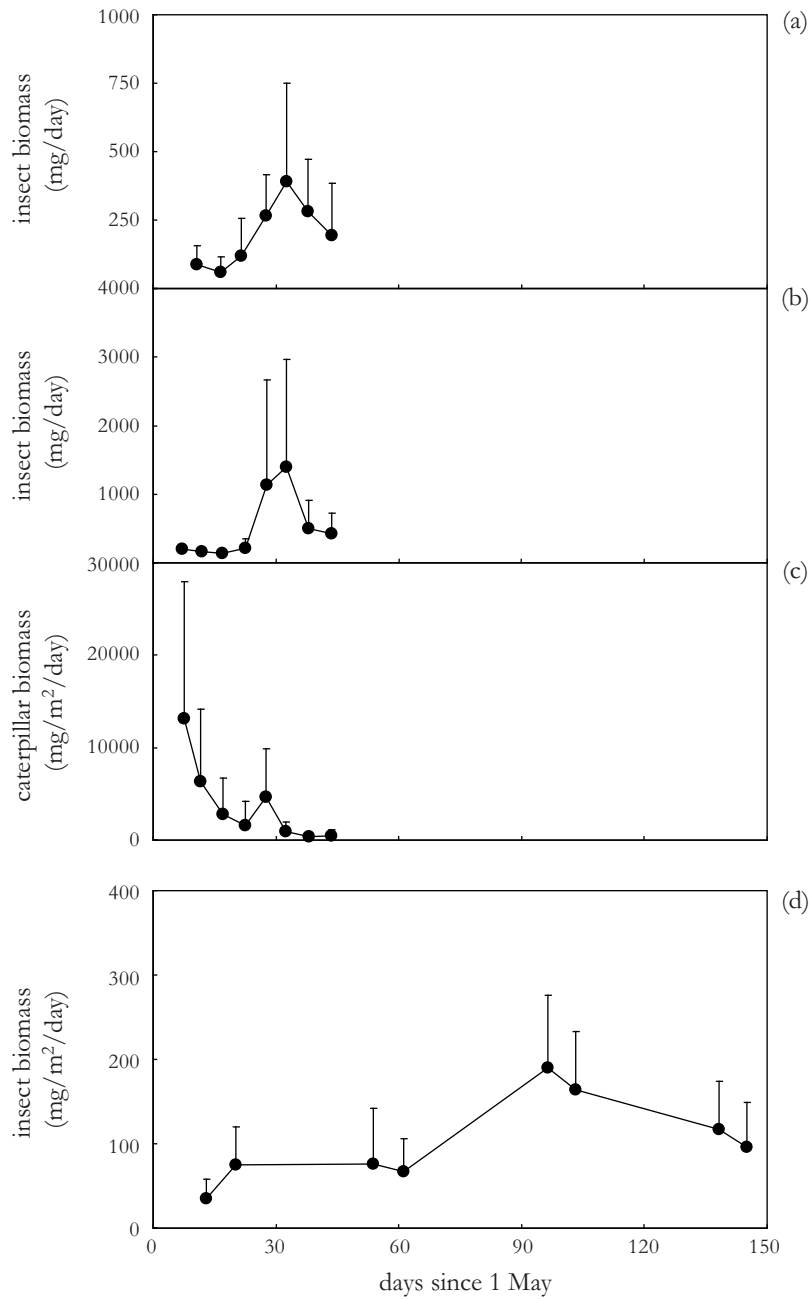 (a)
1000
750
500
250
insect biomass
(mg/day)
(b)
4000
3000
2000
1000
insect biomass
(mg/day)
(c)
30000
20000
10000
0
caterpillar biomass
(mg/m²/day)
(d)
400
300
200
100
0
insect biomass
(mg/m²/day)
0 30 60 90 120 150
days since 1 May